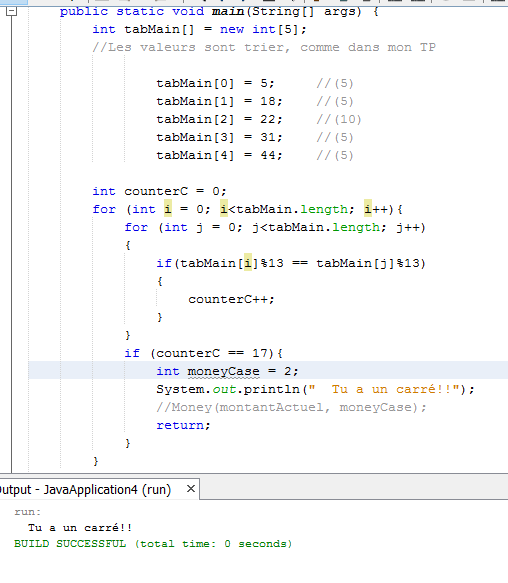 public static void main(String[] args) {
int tabMain[] = new int[5];
//Les valeurs sont trier, comme dans mon TP
tabMain[0] = 5; //(5)
tabMain[1] = 18; //(5)
tabMain[2] = 22; //(10)
tabMain[3] = 31; //(5)
tabMain[4] = 44; //(5)
int counterC = 0;
for (int i = 0; i<tabMain.length; i++){
for (int j = 0; j<tabMain.length; j++)
{
if(tabMain[i]%13 == tabMain[j]%13)
{
counterC++;
}
}
if (counterC == 17){
int moneyCase = 2;
System.out.println("  Tu a un carré!!");
//Money(montantActuel, moneyCase);
return;
}
}
utput - JavaApplication4 (run) ×
run:
Tu a un carré!!
BUILD SUCCESSFUL (total time: 0 seconds)